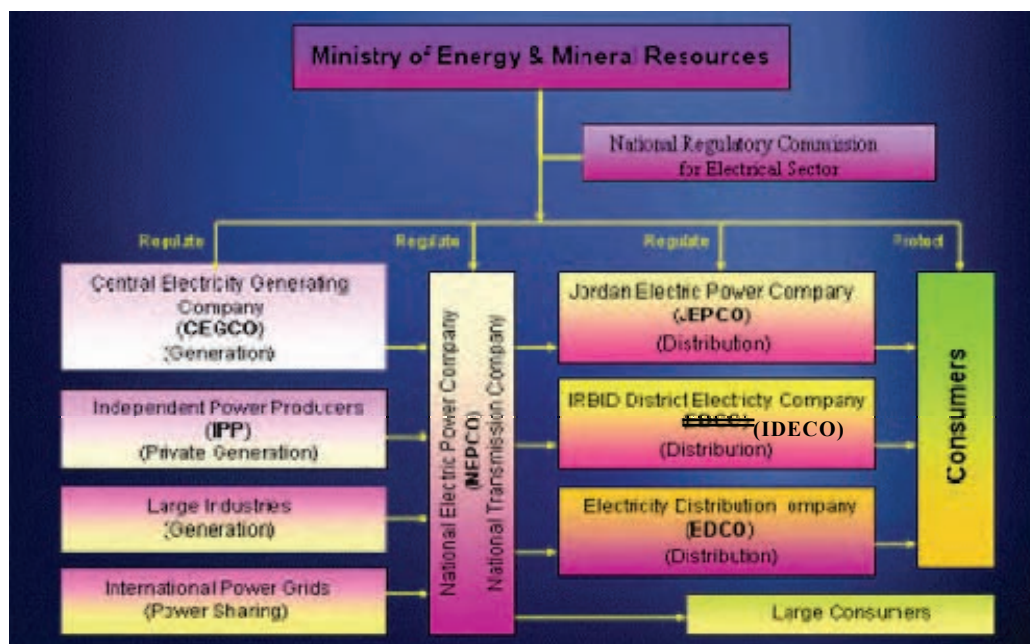 Ministry of Energy & Mineral Resources
National Regulatory Commission
for Electrical Sector
Regulate
Regulate
Regulate
Protect
Central Electricity Generating
Company
(CEGCO)
(Generation)
Independent Power Producers
(IPP)
(Private Generation)
Large Industries
(Generation)
International Power Grids
(Power Sharing)
National Electric Power Company
(NEPCO)
National Transmission Company
Jordan Electric Power Company
(JEPCO)
(Distribution)
IRBID District Electricty Company
(IDECO)
(Distribution)
Electricity Distribution ompany
(EDCO)
(Distribution)
Consumers
Large Consumers